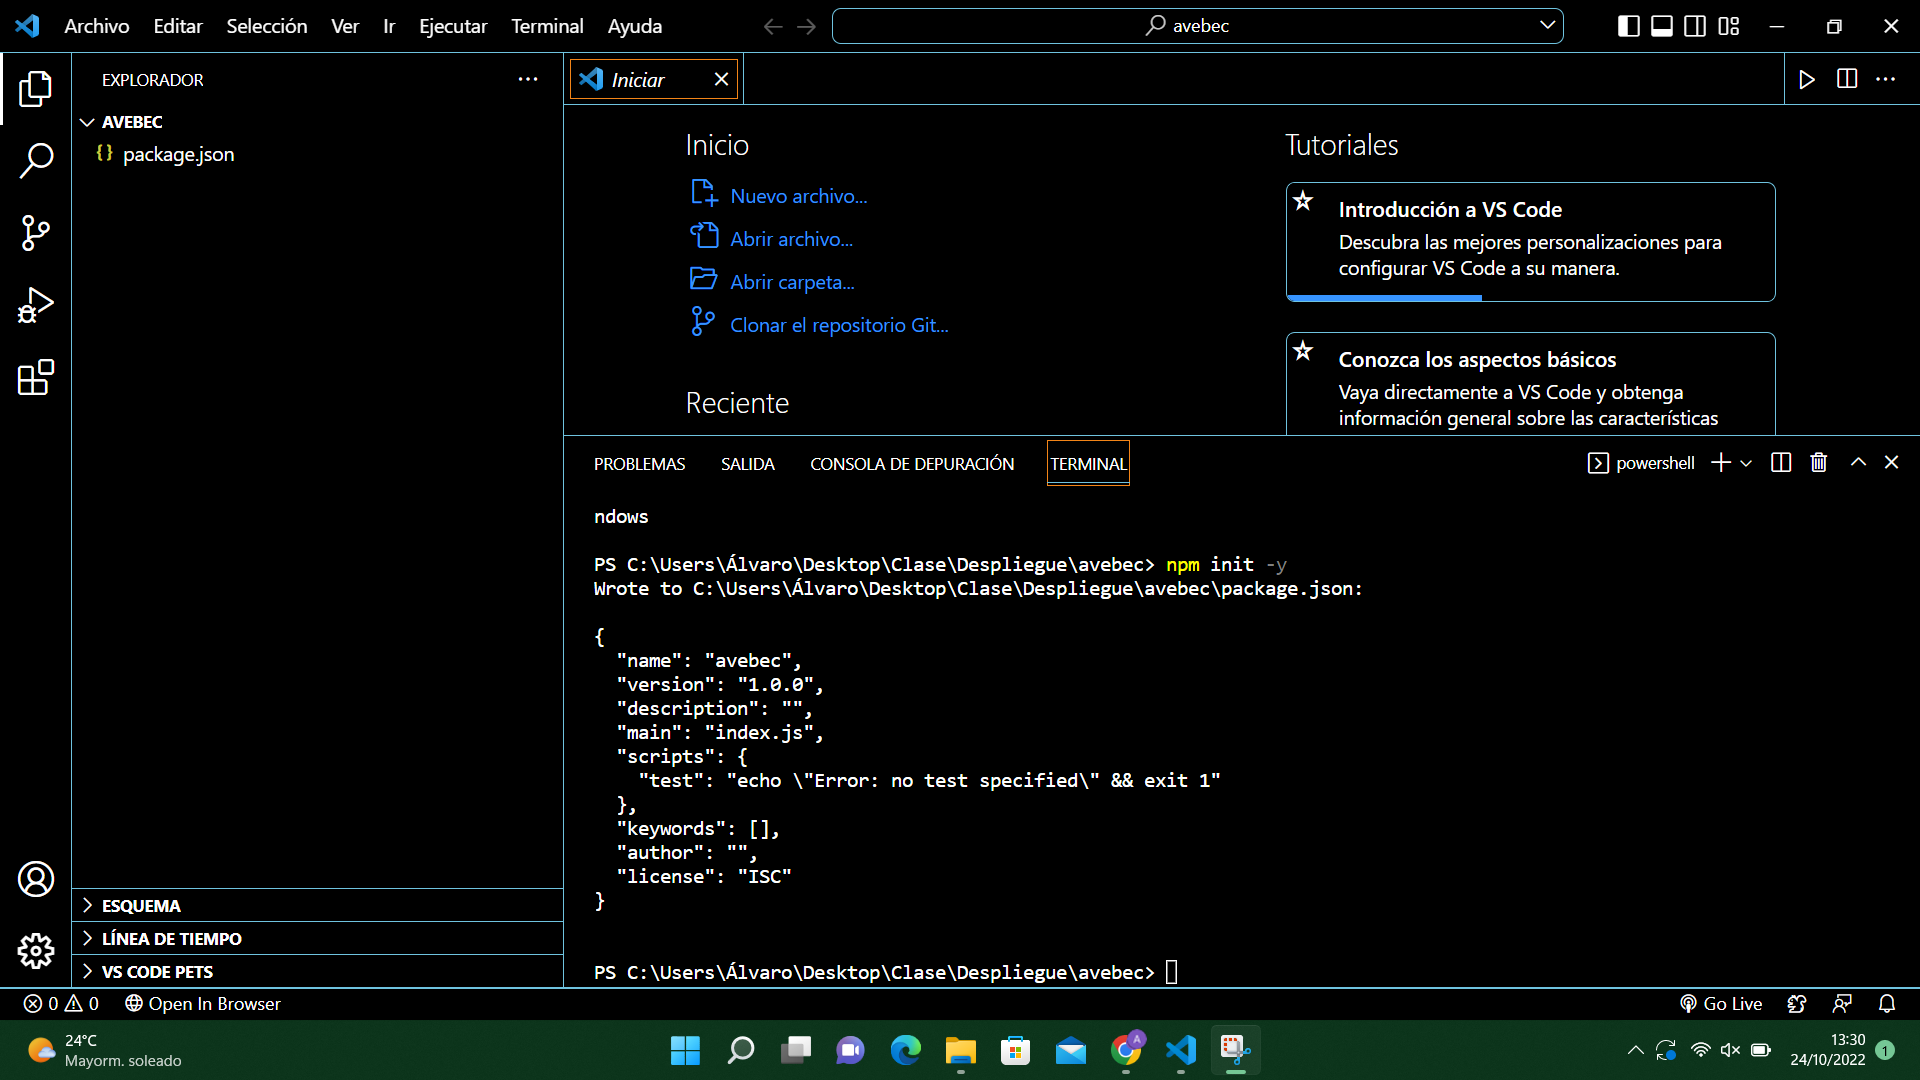 Archivo Editar Selección Ver Ir Ejecutar Terminal Ayuda
avebec
EXPLORADOR
AVEBEC
{} package.json
ESQUEMA
LÍNEA DE TIEMPO
VS CODE PETS
Iniciar
Inicio
Nuevo archivo...
Abrir archivo...
Abrir carpeta...
Clonar el repositorio Git...
Reciente
Tutoriales
Introducción a VS Code
Descubra las mejores personalizaciones para
configurar VS Code a su manera.
Conozca los aspectos básicos
Vaya directamente a VS Code y obtenga
información general sobre las características
PROBLEMAS SALIDA CONSOLA DE DEPURACIÓN TERMINAL
powershell
ndows
PS C:\Users\Álvaro\Desktop\Clase\Despliegue\avebec> npm init -y
Wrote to C:\Users\Álvaro\Desktop\Clase\Despliegue\avebec\package.json:
{
"name": "avebec",
"version": "1.0.0",
"description": "",
"main": "index.js",
"scripts": {
"test": "echo \"Error: no test specified\" && exit 1"
},
"keywords": [],
"author": "",
"license": "ISC"
}
PS C:\Users\Álvaro\Desktop\Clase\Despliegue\avebec>
0 0 Open In Browser
Go Live
24°C
Mayorm. soleado
A
13:30
24/10/2022
1